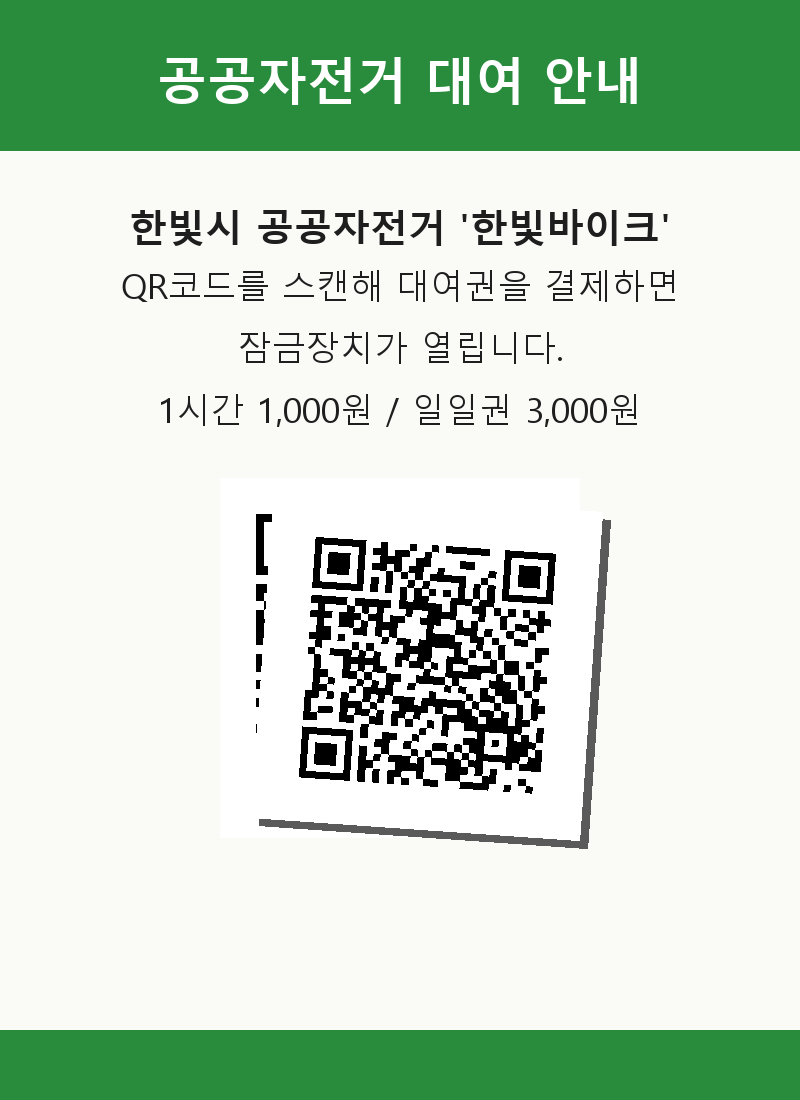 공공자전거 대여 안내
한빛시 공공자전거 '한빛바이크'
QR코드를 스캔해 대여권을 결제하면
잠금장치가 열립니다.
1시간 1,000원 / 일일권 3,000원